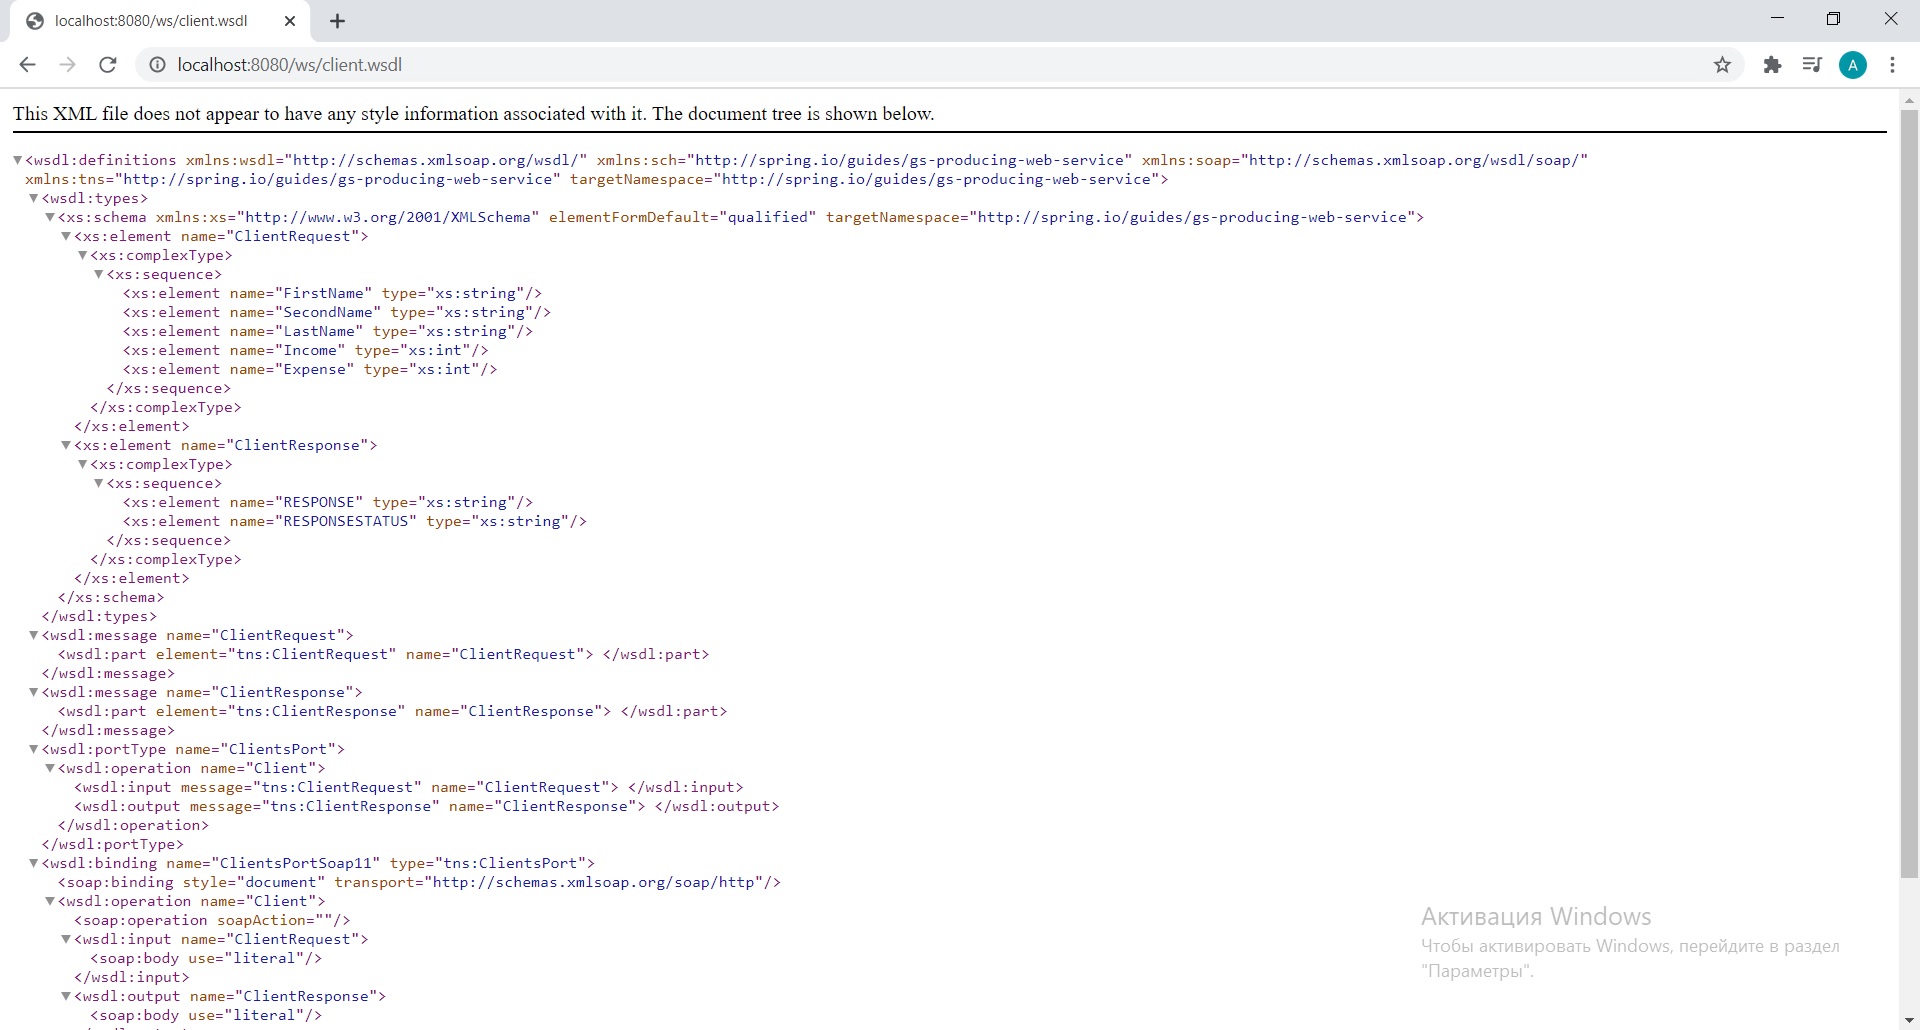 localhost:8080/ws/client.wsdl
localhost:8080/ws/client.wsdl
A
This XML file does not appear to have any style information associated with it. The document tree is shown below.
▼<wsdl:definitions xmlns:wsdl="http://schemas.xmlsoap.org/wsdl/" xmlns:sch="http://spring.io/guides/gs-producing-web-service" xmlns:soap="http://schemas.xmlsoap.org/wsdl/soap/"
xmlns:tns="http://spring.io/guides/gs-producing-web-service" targetNamespace="http://spring.io/guides/gs-producing-web-service">
▼<wsdl:types>
▼<xs:schema xmlns:xs="http://www.w3.org/2001/XMLSchema" elementFormDefault="qualified" targetNamespace="http://spring.io/guides/gs-producing-web-service">
▼<xs:element name="ClientRequest">
▼<xs:complexType>
▼<xs:sequence>
<xs:element name="FirstName" type="xs:string"/>
<xs:element name="SecondName" type="xs:string"/>
<xs:element name="LastName" type="xs:string"/>
<xs:element name="Income" type="xs:int"/>
<xs:element name="Expense" type="xs:int"/>
</xs:sequence>
</xs:complexType>
</xs:element>
▼<xs:element name="ClientResponse">
▼<xs:complexType>
▼<xs:sequence>
<xs:element name="RESPONSE" type="xs:string"/>
<xs:element name="RESPONSESTATUS" type="xs:string"/>
</xs:sequence>
</xs:complexType>
</xs:element>
</xs:schema>
</wsdl:types>
▼<wsdl:message name="ClientRequest">
<wsdl:part element="tns:ClientRequest" name="ClientRequest"> </wsdl:part>
</wsdl:message>
▼<wsdl:message name="ClientResponse">
<wsdl:part element="tns:ClientResponse" name="ClientResponse"> </wsdl:part>
</wsdl:message>
▼<wsdl:portType name="ClientsPort">
▼<wsdl:operation name="Client">
<wsdl:input message="tns:ClientRequest" name="ClientRequest"> </wsdl:input>
<wsdl:output message="tns:ClientResponse" name="ClientResponse"> </wsdl:output>
</wsdl:operation>
</wsdl:portType>
▼<wsdl:binding name="ClientsPortSoap11" type="tns:ClientsPort">
<soap:binding style="document" transport="http://schemas.xmlsoap.org/soap/http"/>
▼<wsdl:operation name="Client">
<soap:operation soapAction=""/>
▼<wsdl:input name="ClientRequest">
<soap:body use="literal"/>
</wsdl:input>
▼<wsdl:output name="ClientResponse">
<soap:body use="literal"/>
Активация Windows
Чтобы активировать Windows, перейдите в раздел
"Параметры".